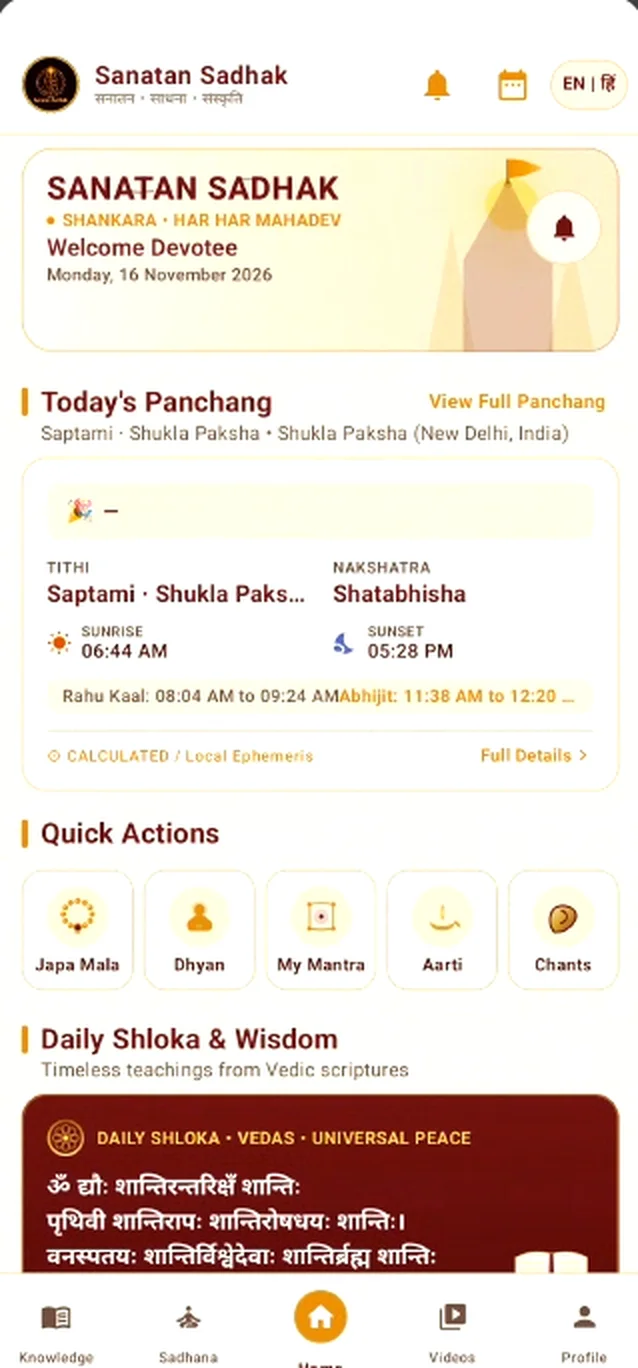 Sanatan Sadhak
सनातन • साधना • संस्कृति
EN | हिं
SANATAN SADHAK
• SHANKARA • HAR HAR MAHADEV
Welcome Devotee
Monday, 16 November 2026
Today's Panchang
View Full Panchang
Saptami · Shukla Paksha • Shukla Paksha (New Delhi, India)
–
TITHI
NAKSHATRA
Saptami · Shukla Paks...
Shatabhisha
SUNRISE
SUNSET
06:44 AM
05:28 PM
Rahu Kaal: 08:04 AM to 09:24 AMAbhijit: 11:38 AM to 12:20 ...
CALCULATED / Local Ephemeris
Full Details >
Quick Actions
Japa Mala
Dhyan
My Mantra
Aarti
Chants
Daily Shloka & Wisdom
Timeless teachings from Vedic scriptures
DAILY SHLOKA • VEDAS • UNIVERSAL PEACE
ॐ द्यौः शान्तिरन्तरिक्षँ शान्तिः
पृथिवी शान्तिरापः शान्तिरोषधयः शान्तिः।
वनस्पतयः शान्तिर्विश्वेदेवाः शान्तिर्ब्रह्म शान्तिः
Knowledge
Sadhana
Home
Videos
Profile